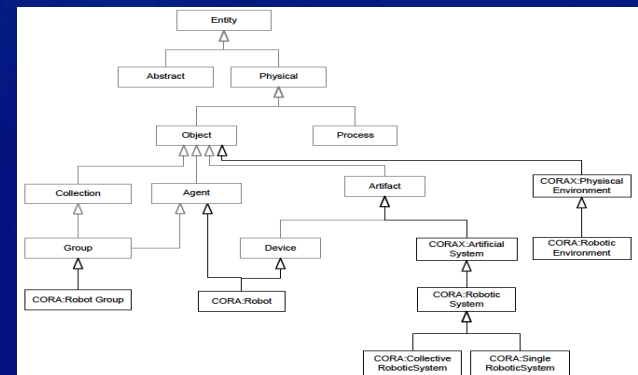 Entity
Abstract
Physical
Object
Process
Collection
Agent
Artifact
CORAX:Physiscal
Environment
Group
Device
CORAX:Artificial
System
CORA:Robotic
Environment
CORA:Robot Group
CORA:Robot
CORA:Robotic
System
CORA:Collective
RoboticSystem
CORA:Single
RoboticSystem